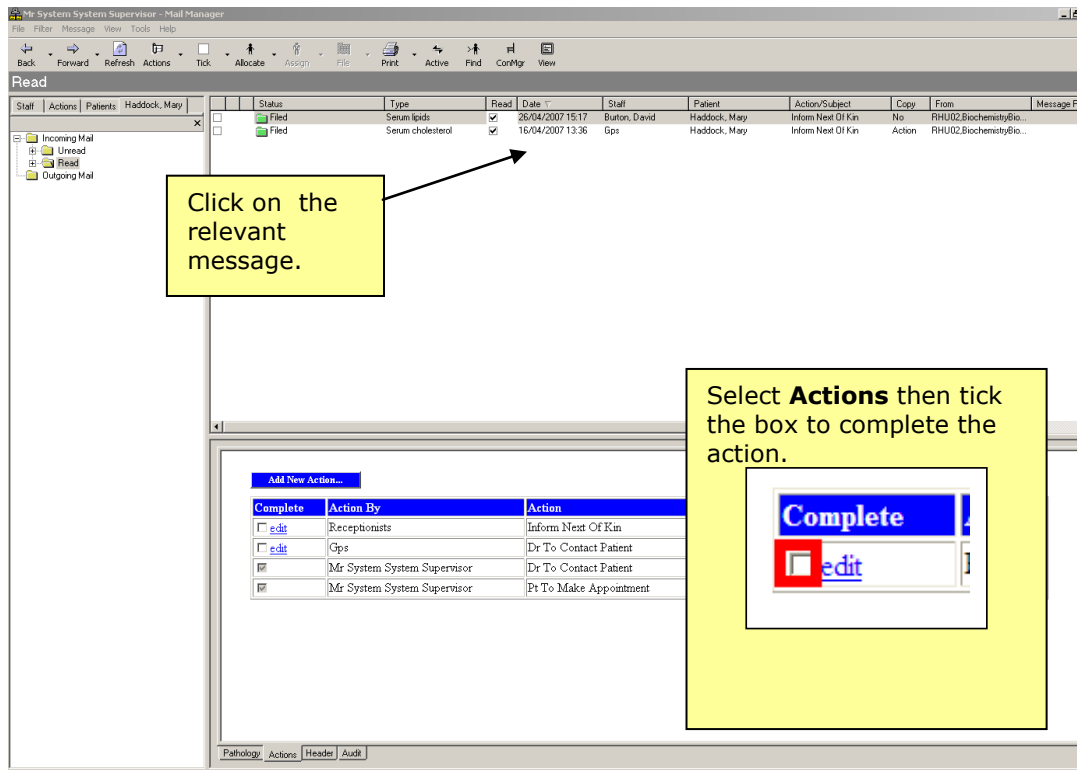 Mr System System Supervisor - Mail Manager
File Filter Message View Tools Help
Back Forward Refresh Actions Tick Allocate Assign File Print Active Find ConMgr View
Read
Staff Actions Patients Haddock, Mary
Status Type Read Date Staff Patient Action/Subject Copy From Message
Filed Serum lipids 26/04/2007 15:17 Burton, David Haddock, Mary Inform Next Of Kin No RHU02,BiochemistryBio...
Filed Serum cholesterol 16/04/2007 13:36 Gps Haddock, Mary Inform Next Of Kin Action RHU02,BiochemistryBio...
Incoming Mail
Unread
Read
Outgoing Mail
Click on the
relevant
message.
Select Actions then tick
the box to complete the
action.
Complete
edit
Add New Action...
Complete Action By Action
edit Receptionists Inform Next Of Kin
edit Gps Dr To Contact Patient
Mr System System Supervisor Dr To Contact Patient
Mr System System Supervisor Pt To Make Appointment
Pathology Actions Header Audit